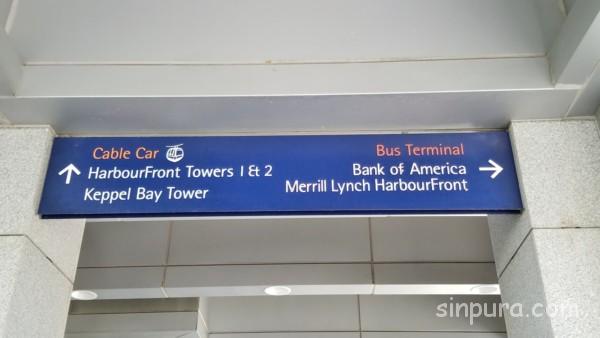 Cable Car
HarbourFront Towers 1 & 2
Keppel Bay Tower
Bus Terminal
Bank of America
Merrill Lynch HarbourFront
sinpura.com